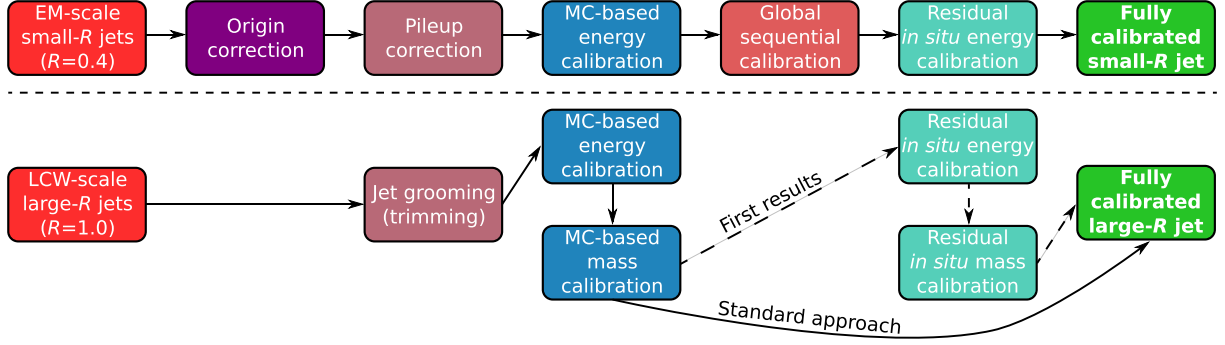 EM-scale
small-R jets
(R=0.4)
Origin
correction
Pileup
correction
MC-based
energy
calibration
Global
sequential
calibration
Residual
in situ energy
calibration
Fully
calibrated
small-R jet
LCW-scale
large-R jets
(R=1.0)
Jet grooming
(trimming)
MC-based
energy
calibration
MC-based
mass
calibration
First results
Standard approach
Residual
in situ energy
calibration
Residual
in situ mass
calibration
Fully
calibrated
large-R jet